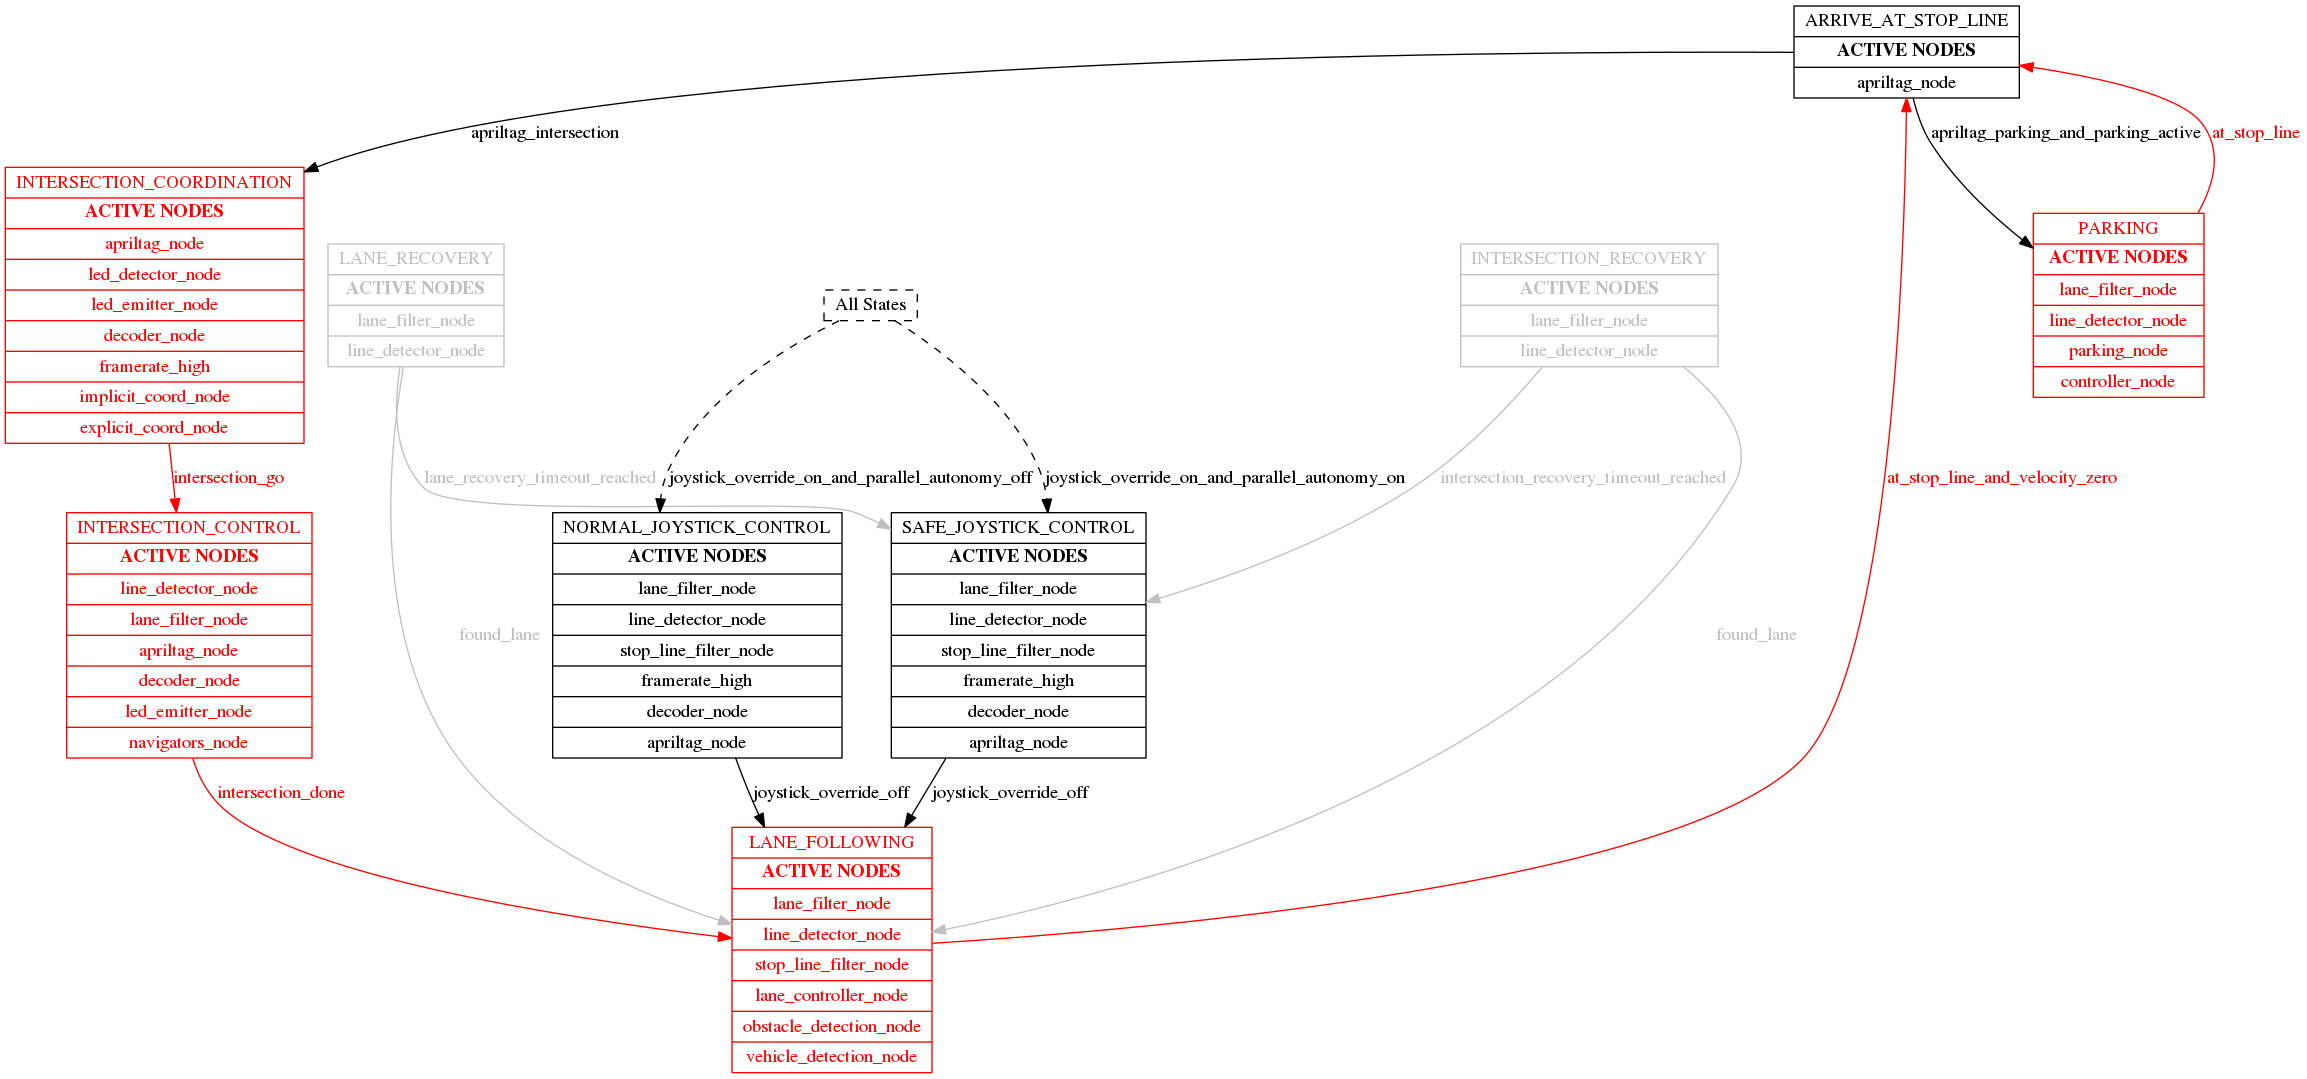 ARRIVE_AT_STOP_LINE
ACTIVE NODES
apriltag_node
apriltag_intersection
apriltag_parking_and_parking_active
at_stop_line
INTERSECTION_COORDINATION
ACTIVE NODES
apriltag_node
led_detector_node
led_emitter_node
decoder_node
framerate_high
implicit_coord_node
explicit_coord_node
LANE_RECOVERY
ACTIVE NODES
lane_filter_node
line_detector_node
All States
INTERSECTION_RECOVERY
ACTIVE NODES
lane_filter_node
line_detector_node
PARKING
ACTIVE NODES
lane_filter_node
line_detector_node
parking_node
controller_node
intersection_go
lane_recovery_timeout_reached
joystick_override_on_and_parallel_autonomy_off
joystick_override_on_and_parallel_autonomy_on
intersection_recovery_timeout_reached
at_stop_line_and_velocity_zero
INTERSECTION_CONTROL
ACTIVE NODES
line_detector_node
lane_filter_node
apriltag_node
decoder_node
led_emitter_node
navigators_node
found_lane
NORMAL_JOYSTICK_CONTROL
ACTIVE NODES
lane_filter_node
line_detector_node
stop_line_filter_node
framerate_high
decoder_node
apriltag_node
SAFE_JOYSTICK_CONTROL
ACTIVE NODES
lane_filter_node
line_detector_node
stop_line_filter_node
framerate_high
decoder_node
apriltag_node
found_lane
intersection_done
joystick_override_off
joystick_override_off
LANE_FOLLOWING
ACTIVE NODES
lane_filter_node
line_detector_node
stop_line_filter_node
lane_controller_node
obstacle_detection_node
vehicle_detection_node